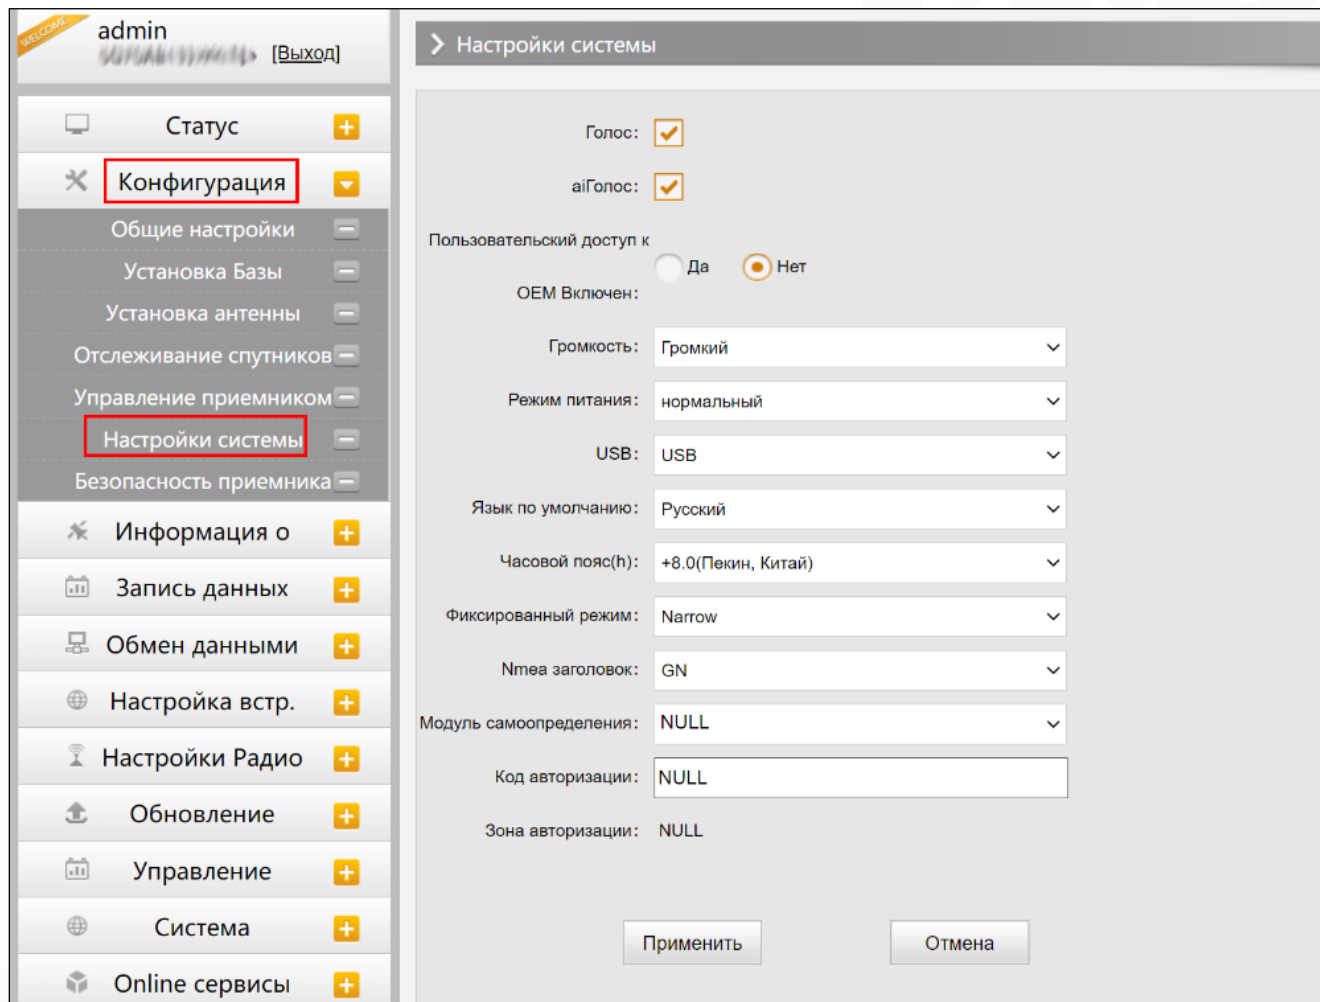 WELCOME
admin
[Выход]
Статус
Конфигурация
Общие настройки
Установка Базы
Установка антенны
Отслеживание спутников
Управление приемником
Настройки системы
Безопасность приемника
Информация о
Запись данных
Обмен данными
Настройка встр.
Настройки Радио
Обновление
Управление
Система
Online сервисы
Настройки системы
Голос:
aiГолос:
Пользовательский доступ к
Да Нет
OEM Включен:
Громкость: Громкий
Режим питания: нормальный
USB: USB
Язык по умолчанию: Русский
Часовой пояс(h): +8.0(Пекин, Китай)
Фиксированный режим: Narrow
Nmea заголовок: GN
Модуль самоопределения: NULL
Код авторизации: NULL
Зона авторизации: NULL
Применить Отмена